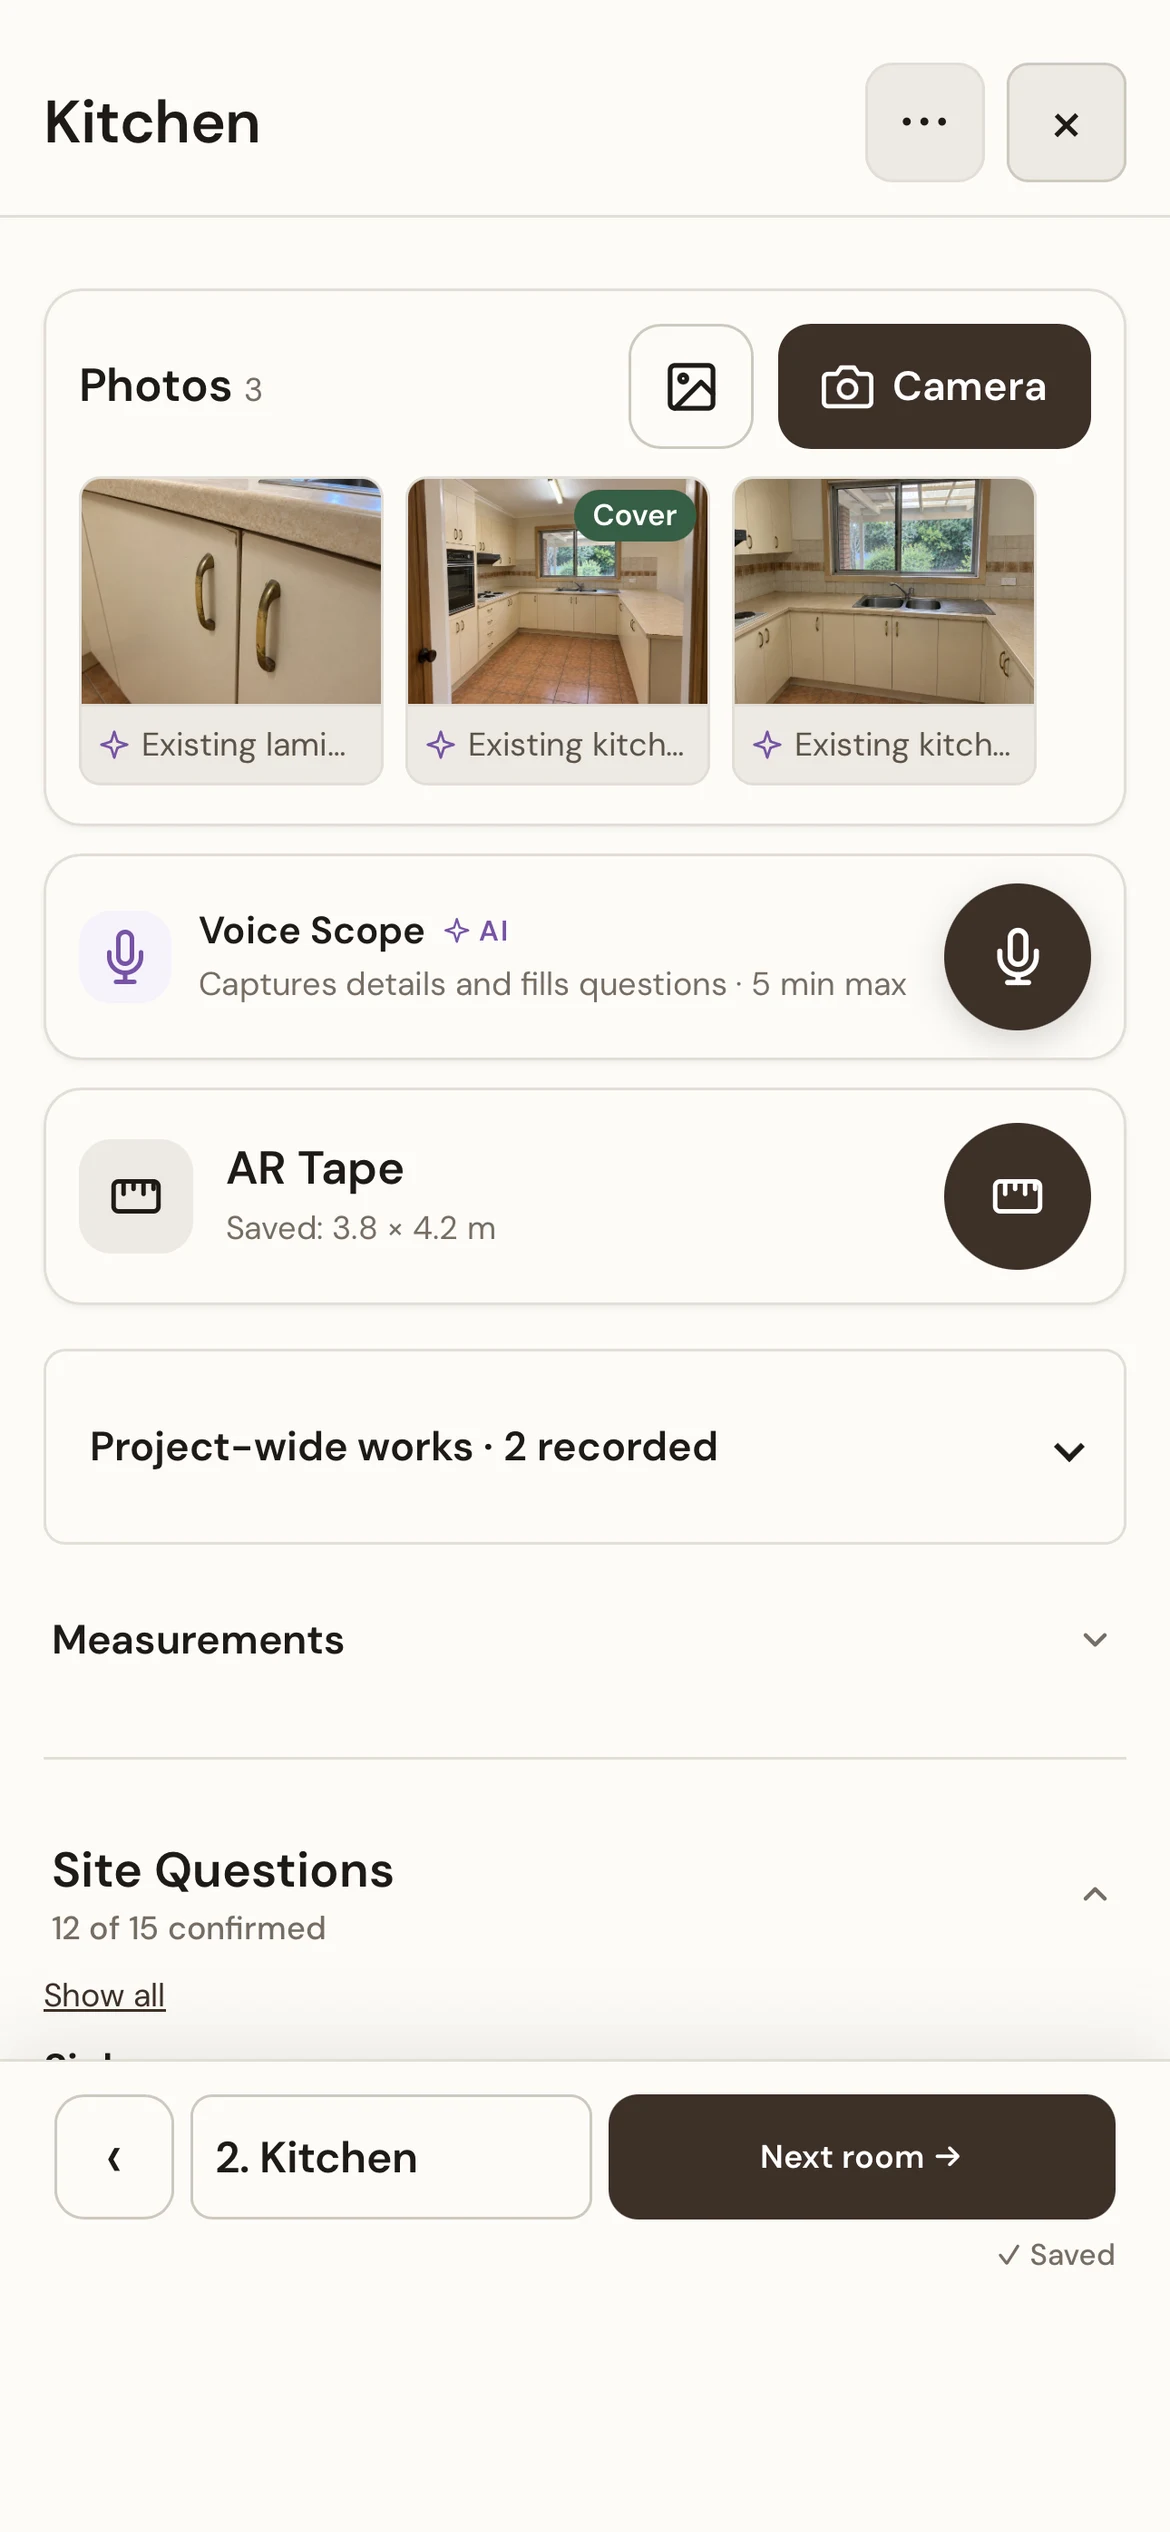 Kitchen
Photos 3
Camera
Cover
Existing lami...
Existing kitch...
Existing kitch...
Voice Scope AI
Captures details and fills questions · 5 min max
AR Tape
Saved: 3.8 × 4.2 m
Project-wide works · 2 recorded
Measurements
Site Questions
12 of 15 confirmed
Show all
2. Kitchen
Next room →
✓ Saved